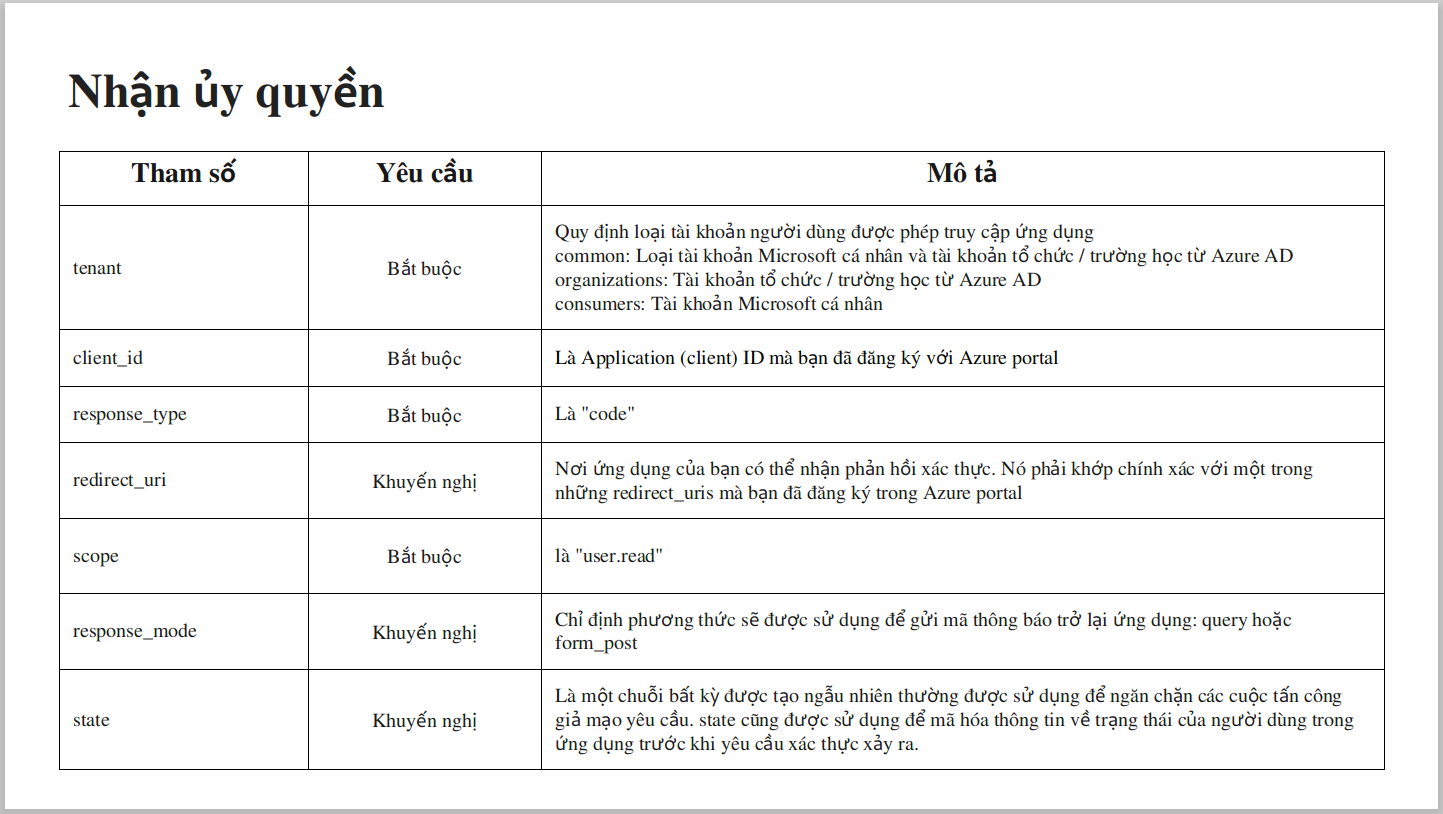 Nhận ủy quyền
Tham số Yêu cầu Mô tả
tenant Bắt buộc Quy định loại tài khoản người dùng được phép truy cập ứng dụng
common: Loại tài khoản Microsoft cá nhân và tài khoản tổ chức / trường học từ Azure AD
organizations: Tài khoản tổ chức / trường học từ Azure AD
consumers: Tài khoản Microsoft cá nhân
client_id Bắt buộc Là Application (client) ID mà bạn đã đăng ký với Azure portal
response_type Bắt buộc Là "code"
redirect_uri Khuyến nghị Nơi ứng dụng của bạn có thể nhận phản hồi xác thực. Nó phải khớp chính xác với một trong
những redirect_uris mà bạn đã đăng ký trong Azure portal
scope Bắt buộc là "user.read"
response_mode Khuyến nghị Chỉ định phương thức sẽ được sử dụng để gửi mã thông báo trở lại ứng dụng: query hoặc
form_post
state Khuyến nghị Là một chuỗi bất kỳ được tạo ngẫu nhiên thường được sử dụng để ngăn chặn các cuộc tấn công
giả mạo yêu cầu. state cũng được sử dụng để mã hóa thông tin về trạng thái của người dùng trong
ứng dụng trước khi yêu cầu xác thực xảy ra.